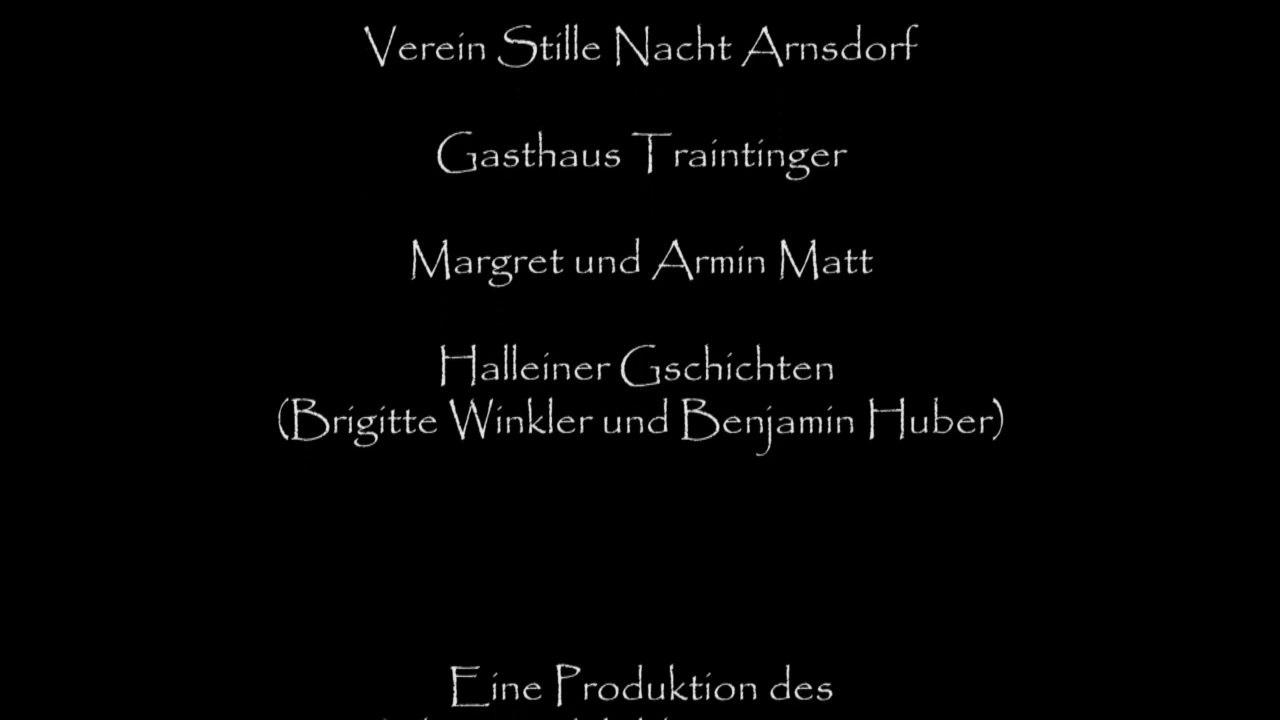 Verein Stille Nacht Arnsdorf
Gasthaus Traintinger
Margret und Armin Matt
Halleiner Gschichten
(Brigitte Winkler und Benjamin Huber)
Eine Produktion des